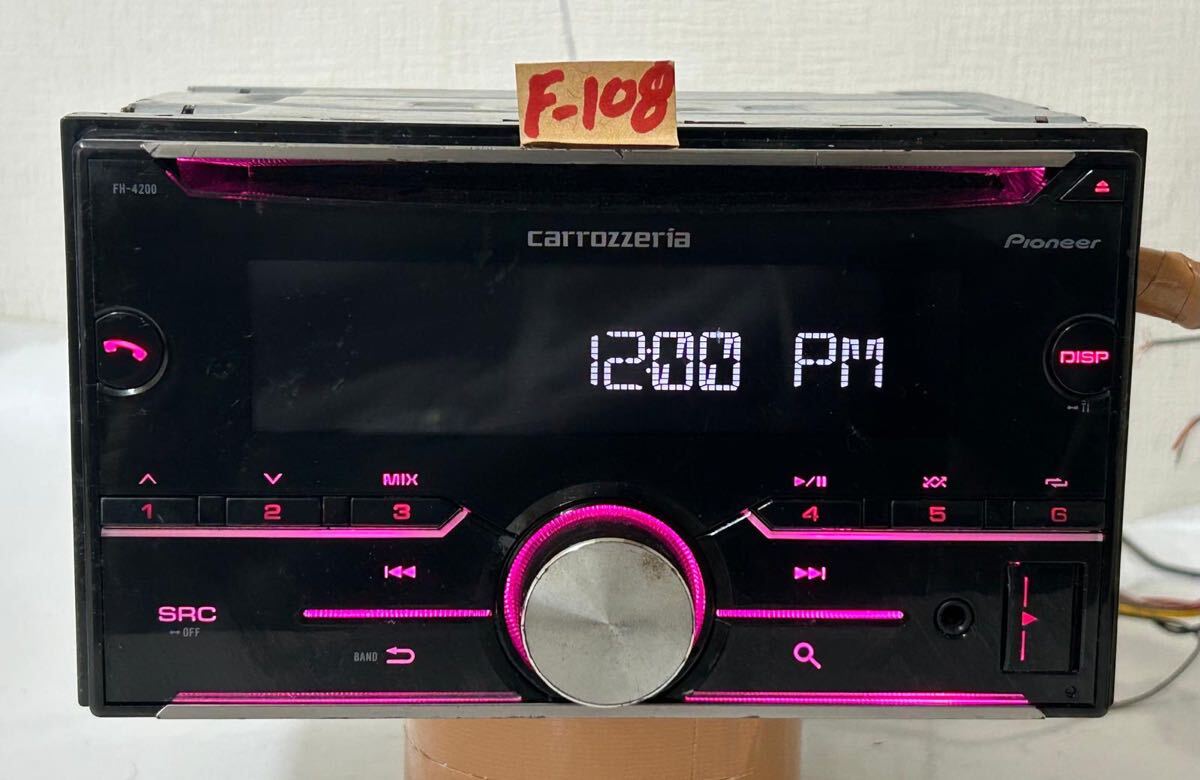 F-108
FH-4200
carrozzeria
Pioneer
12:00 PM
DISP
MIX
1
2
3
4
5
6
SRC
OFF
BAND